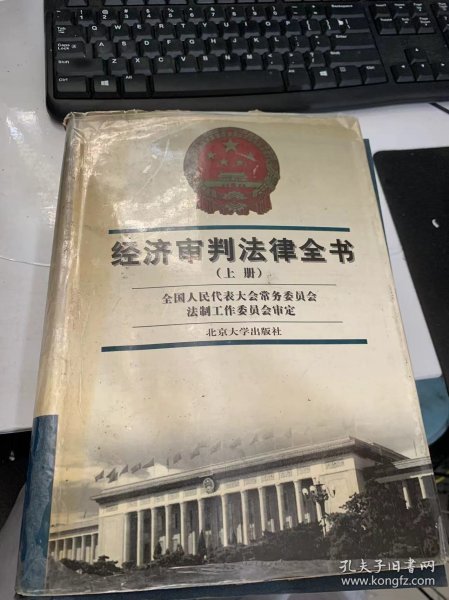 经济审判法律全书
（上册）
全国人民代表大会常务委员会
法制工作委员会审定
北京大学出版社
孔夫子旧书网
www.kongfz.com